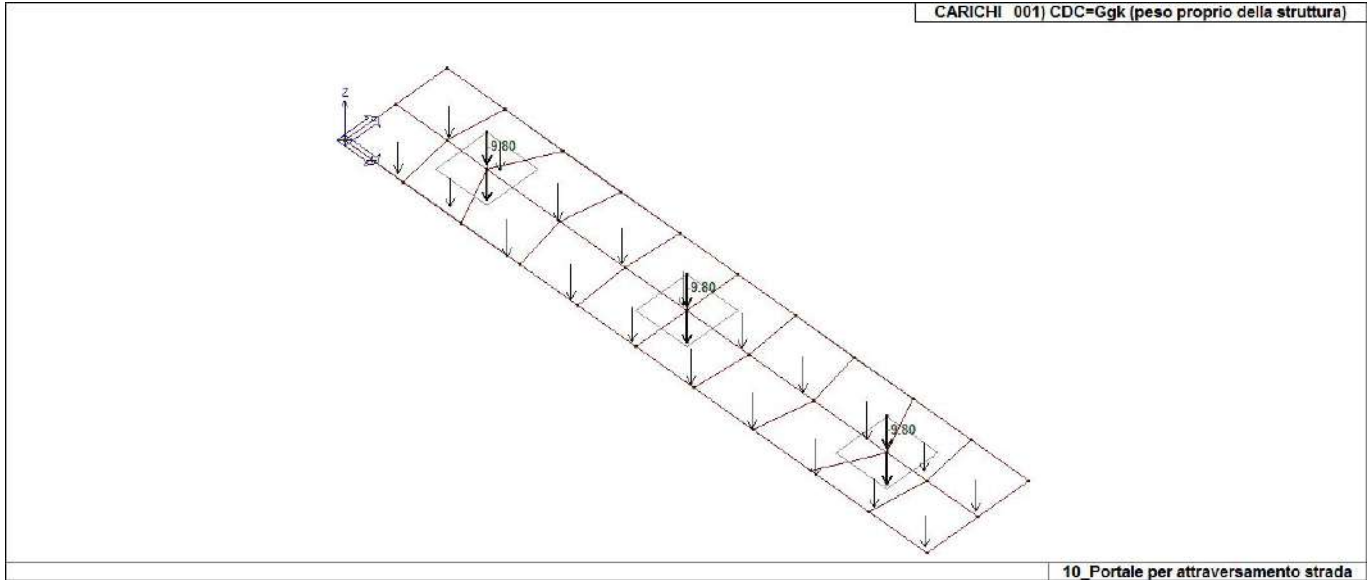 CARICHI 001) CDC=Ggk (peso proprio della struttura)
Z
-9.80
-9.80
-9.80
10_Portale per attraversamento strada